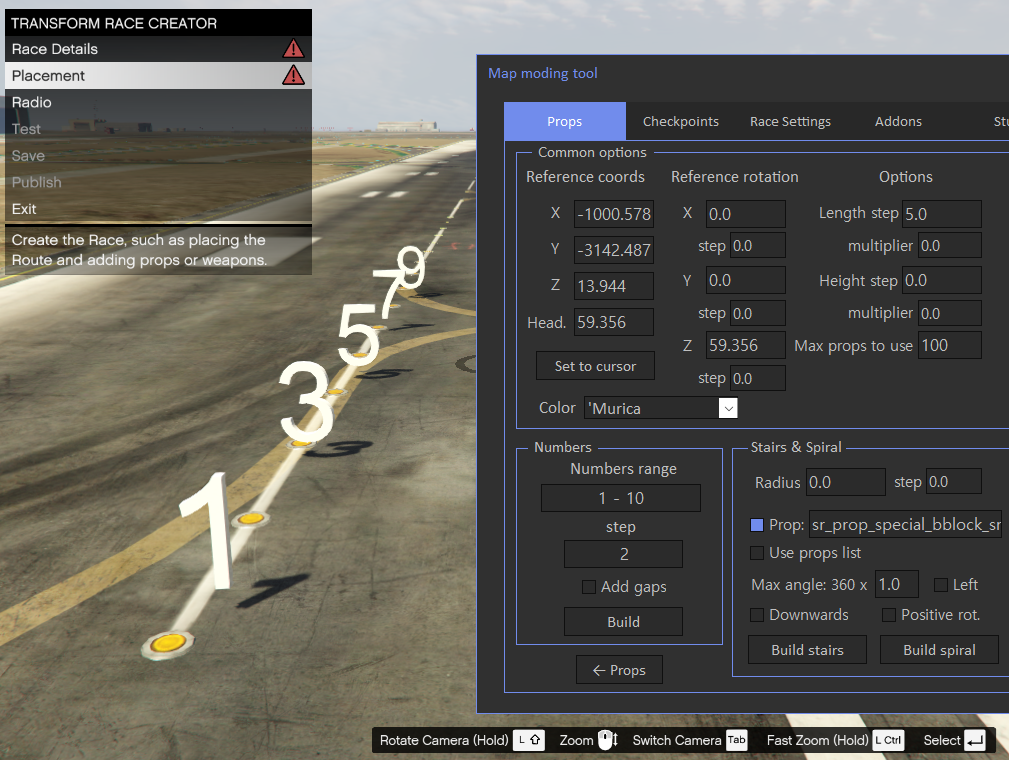 TRANSFORM RACE CREATOR
Race Details
Placement
Radio
Test
Save
Publish
Exit
Create the Race, such as placing the
Route and adding props or weapons.
1
3
5
7
9
Map moding tool
Props Checkpoints Race Settings Addons Stu
Common options
Reference coords Reference rotation Options
X -1000.578 X 0.0 Length step 5.0
step 0.0 multiplier 0.0
Y -3142.487 Y 0.0 Height step 0.0
Z 13.944 step 0.0 multiplier 0.0
Head. 59.356 Z 59.356 Max props to use 100
Set to cursor step 0.0
Color 'Murica
Numbers
Numbers range
1 - 10
step
2
Add gaps
Build
← Props
Stairs & Spiral
Radius 0.0 step 0.0
Prop: sr_prop_special_bblock_sr
Use props list
Max angle: 360 x 1.0 Left
Downwards Positive rot.
Build stairs Build spiral
Rotate Camera (Hold) L ⇧ Zoom Switch Camera Tab Fast Zoom (Hold) L Ctrl Select